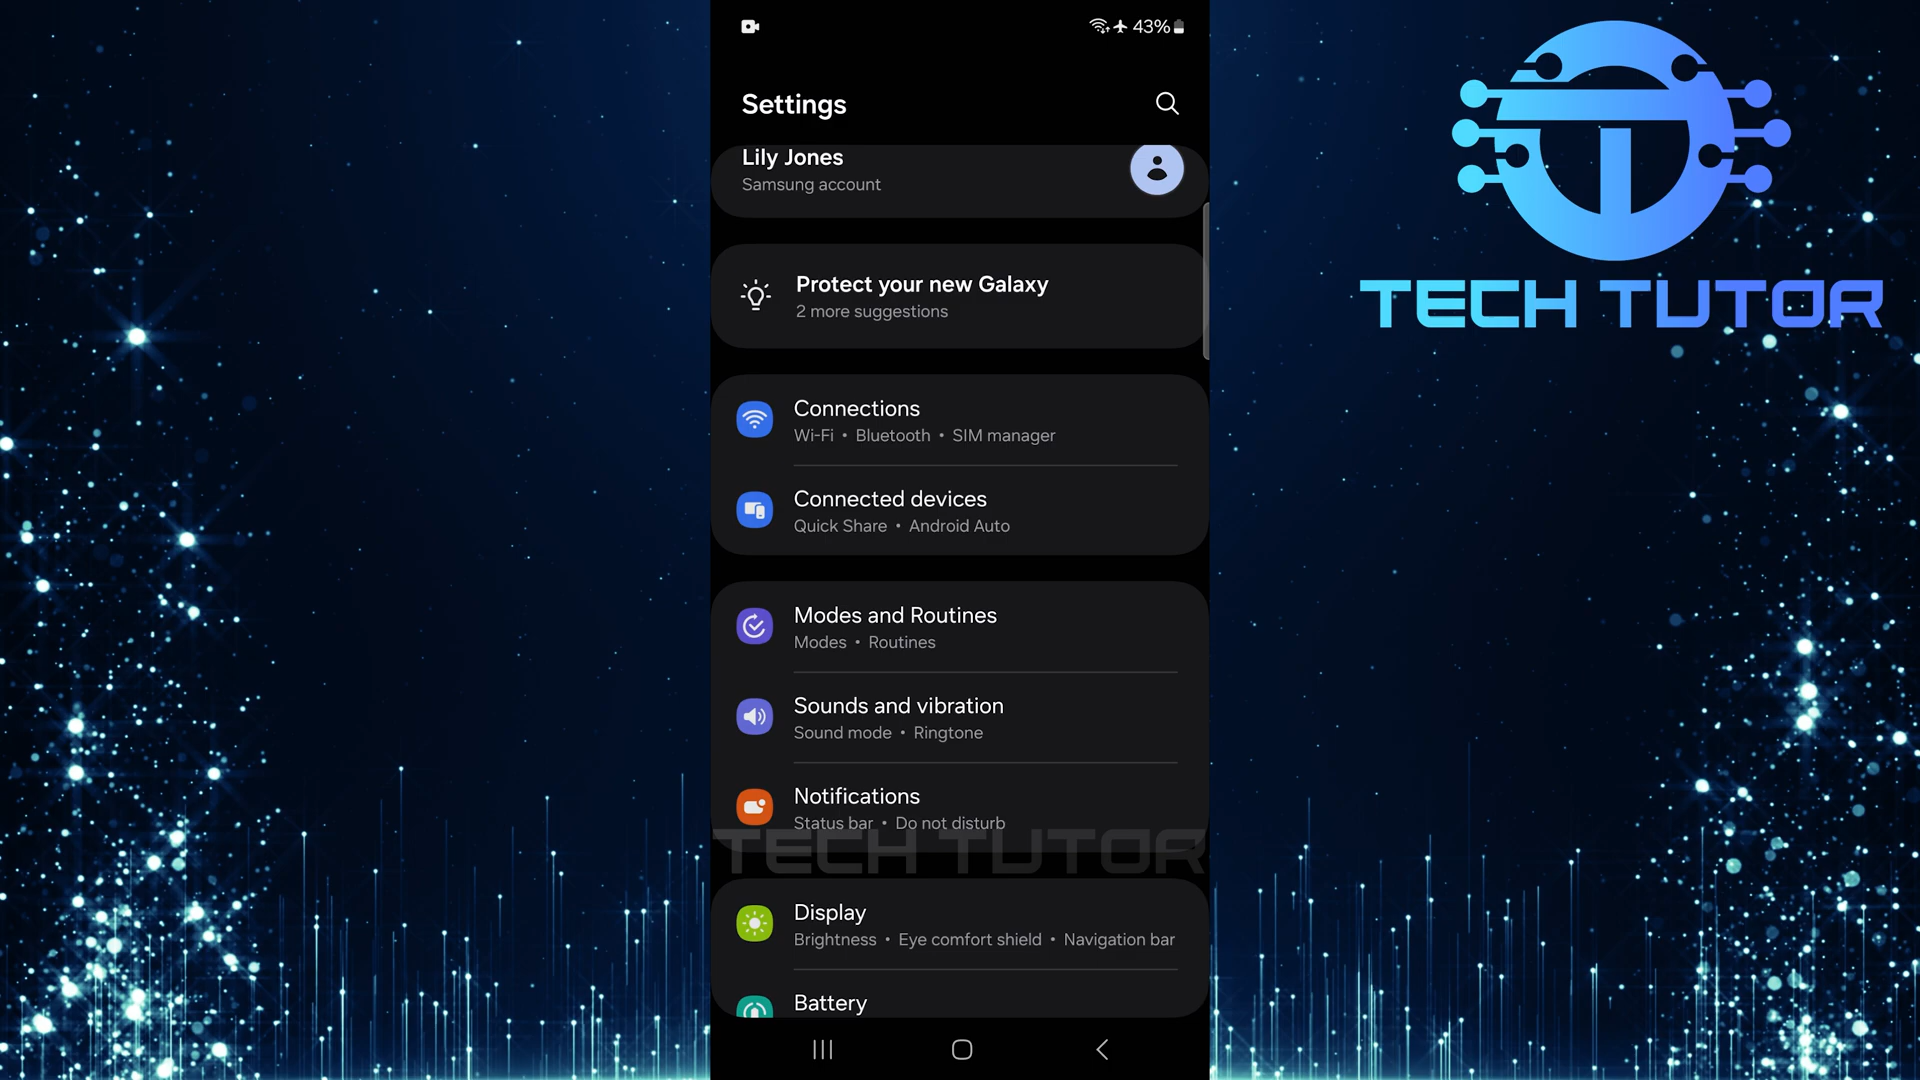 43%
Settings
Lily Jones
Samsung account
Protect your new Galaxy
2 more suggestions
Connections
Wi-Fi • Bluetooth • SIM manager
Connected devices
Quick Share • Android Auto
Modes and Routines
Modes • Routines
Sounds and vibration
Sound mode • Ringtone
Notifications
Status bar • Do not disturb
TECH TUTOR
Display
Brightness • Eye comfort shield • Navigation bar
Battery
TECH TUTOR